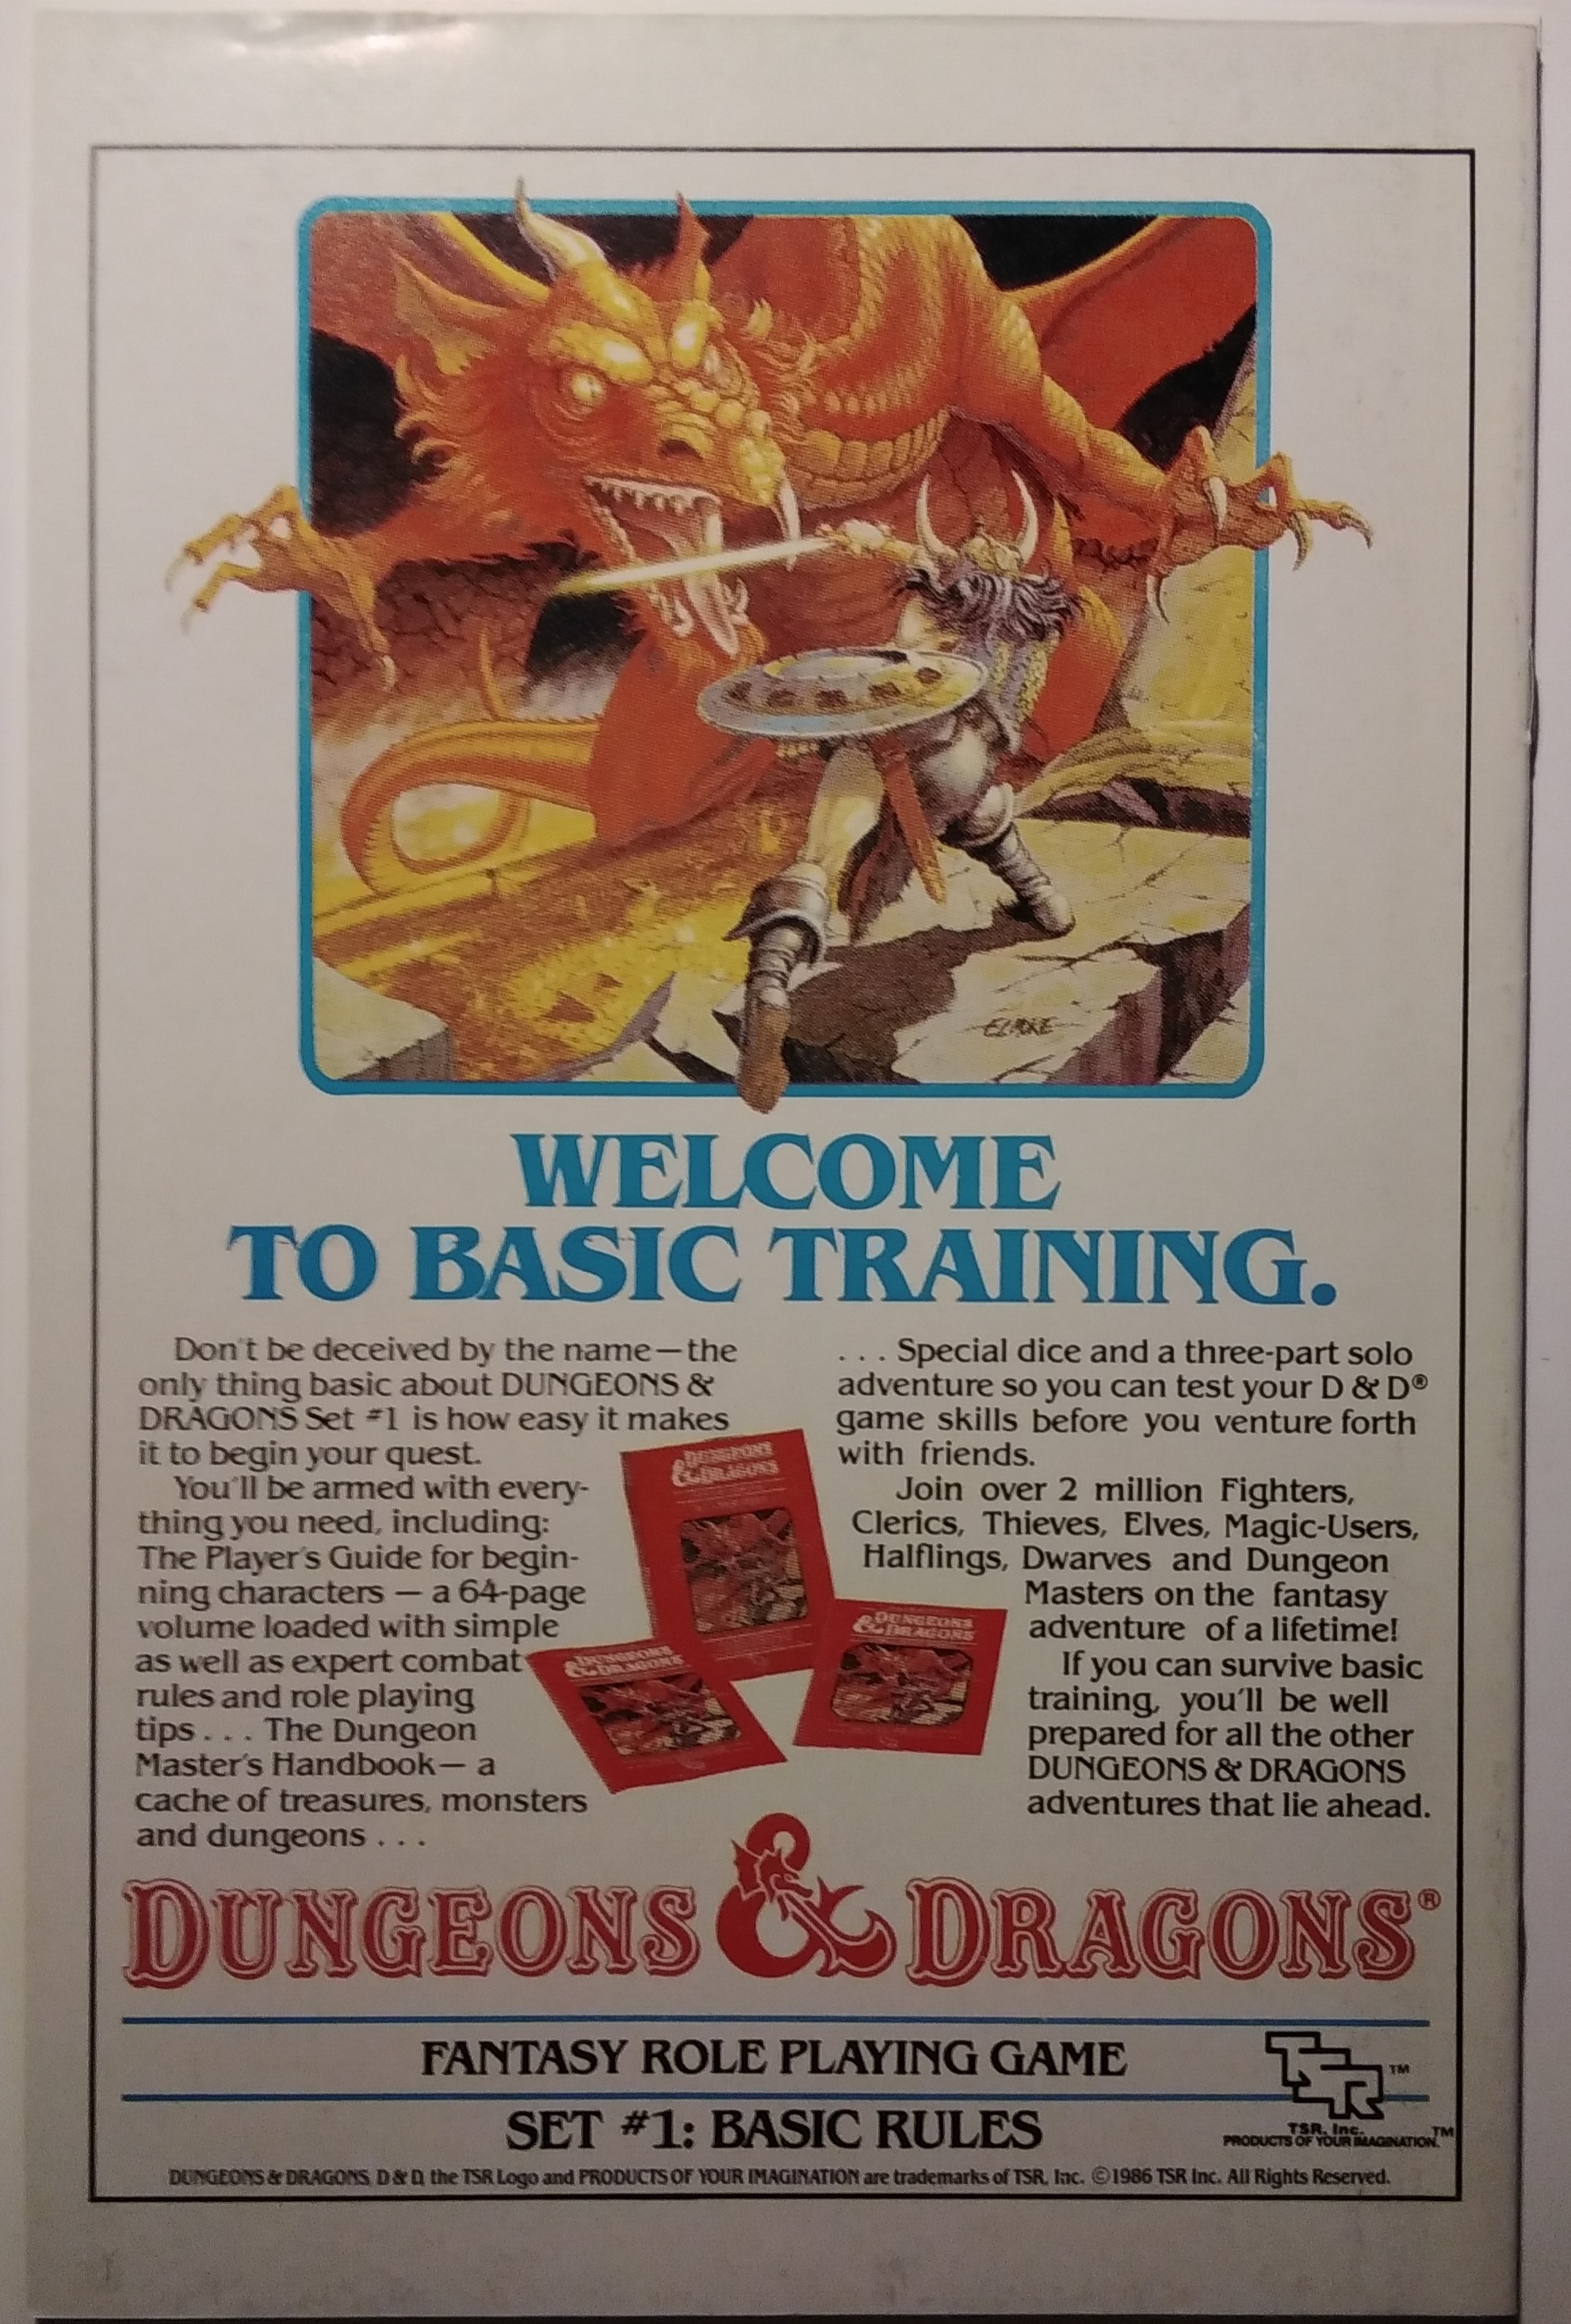 ELMORE
WELCOME
TO BASIC TRAINING.
Don't be deceived by the name—the
only thing basic about DUNGEONS &
DRAGONS Set #1 is how easy it makes
it to begin your quest.
You'll be armed with every-
thing you need, including:
The Player's Guide for begin-
ning characters — a 64-page
volume loaded with simple
as well as expert combat
rules and role playing
tips . . . The Dungeon
Master's Handbook— a
cache of treasures, monsters
and dungeons . . .
DUNGEONS
& DRAGONS
DUNGEONS
& DRAGONS
DUNGEONS
& DRAGONS
. . . Special dice and a three-part solo
adventure so you can test your D & D®
game skills before you venture forth
with friends.
Join over 2 million Fighters,
Clerics, Thieves, Elves, Magic-Users,
Halflings, Dwarves and Dungeon
Masters on the fantasy
adventure of a lifetime!
If you can survive basic
training, you'll be well
prepared for all the other
DUNGEONS & DRAGONS
adventures that lie ahead.
DUNGEONS & DRAGONS®
FANTASY ROLE PLAYING GAME
SET #1: BASIC RULES
TSR™
TSR, Inc.
PRODUCTS OF YOUR IMAGINATION.™
DUNGEONS & DRAGONS, D & D, the TSR Logo and PRODUCTS OF YOUR IMAGINATION are trademarks of TSR, Inc. ©1986 TSR Inc. All Rights Reserved.